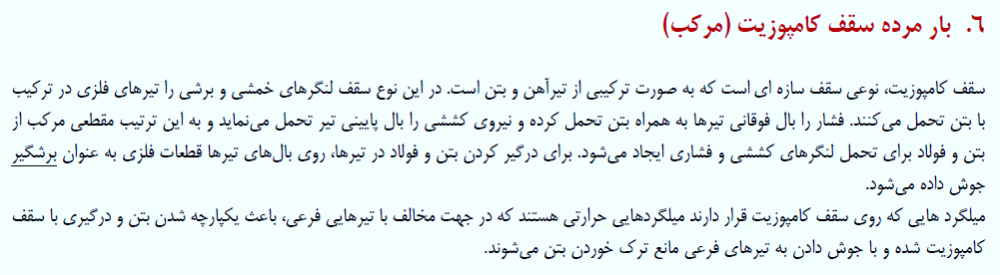 ۶. بار مرده سقف کامپوزیت (مرکب)
سقف کامپوزیت، نوعی سقف سازه ای است که به صورت ترکیبی از تیرآهن و بتن است. در این نوع سقف لنگرهای خمشی و برشی را تیرهای فلزی در ترکیب
با بتن تحمل می‌کنند. فشار را بال فوقانی تیرها به همراه بتن تحمل کرده و نیروی کششی را بال پایینی تیر تحمل می‌نماید و به این ترتیب مقطعی مرکب از
بتن و فولاد برای تحمل لنگرهای کششی و فشاری ایجاد می‌شود. برای درگیر کردن بتن و فولاد در تیرها، روی بال‌های تیرها قطعات فلزی به عنوان برشگیر
جوش داده می‌شود.
میلگرد هایی که روی سقف کامپوزیت قرار دارند میلگردهایی حرارتی هستند که در جهت مخالف با تیرهایی فرعی، باعث یکپارچه شدن بتن و درگیری با سقف
کامپوزیت شده و با جوش دادن به تیرهای فرعی مانع ترک خوردن بتن می‌شوند.